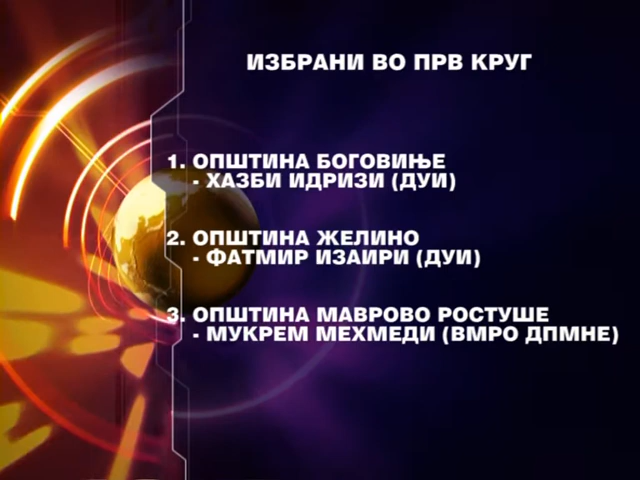 ИЗБРАНИ ВО ПРВ КРУГ
1. ОПШТИНА БОГОВИЊЕ
- ХАЗБИ ИДРИЗИ (ДУИ)
2. ОПШТИНА ЖЕЛИНО
- ФАТМИР ИЗАИРИ (ДУИ)
3. ОПШТИНА МАВРОВО РОСТУШЕ
- МУКРЕМ МЕХМЕДИ (ВМРО ДПМНЕ)